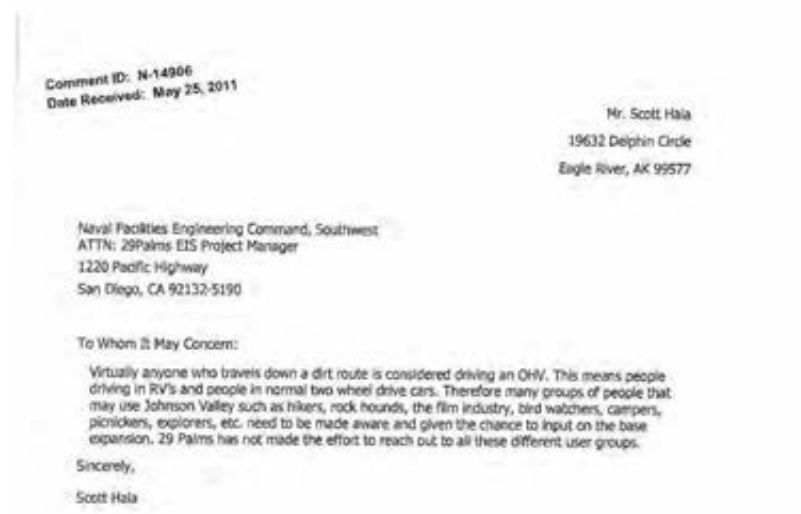 Comment ID: N-14906
Date Received: May 25, 2011
Mr. Scott Hala
19632 Delphin Circle
Eagle River, AK 99577
Naval Facilities Engineering Command, Southwest
ATTN: 29Palms EIS Project Manager
1220 Pacific Highway
San Diego, CA 92132-5190
To Whom It May Concern:
Virtually anyone who travels down a dirt route is considered driving an OHV. This means people
driving in RV's and people in normal two wheel drive cars. Therefore many groups of people that
may use Johnson Valley such as hikers, rock hounds, the film industry, bird watchers, campers,
picnickers, explorers, etc. need to be made aware and given the chance to input on the base
expansion. 29 Palms has not made the effort to reach out to all these different user groups.
Sincerely,
Scott Hala